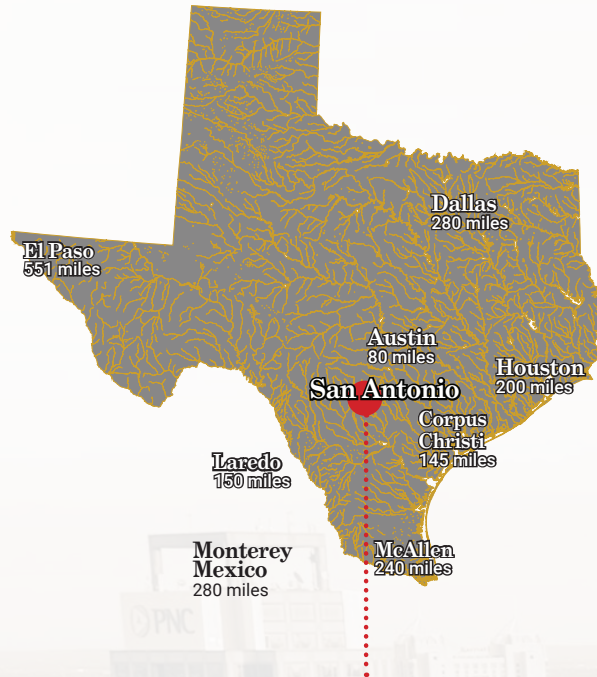 Dallas
280 miles
El Paso
551 miles
Austin
80 miles
Houston
200 miles
San Antonio
Corpus
Christi
145 miles
Laredo
150 miles
Monterey
Mexico
280 miles
McAllen
240 miles
PNC